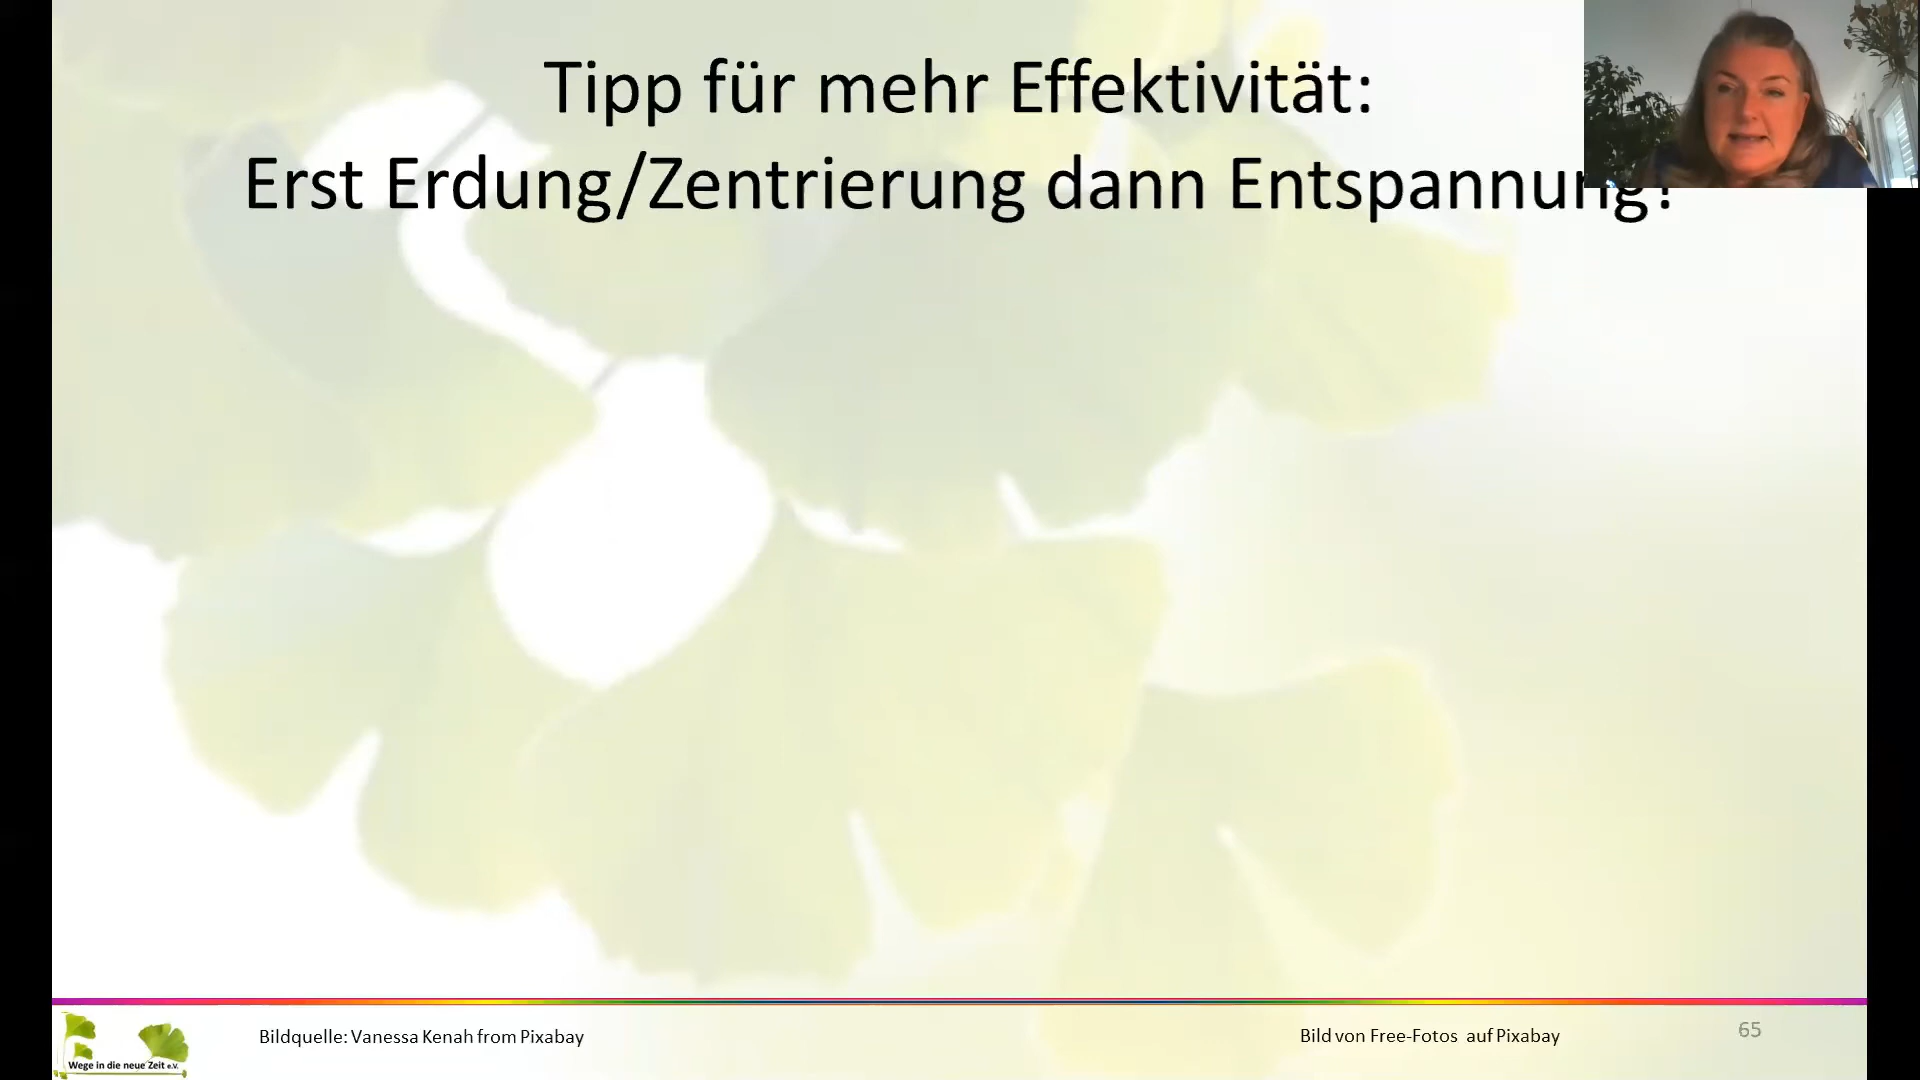 Tipp für mehr Effektivität:
Erst Erdung/Zentrierung dann Entspannung!
Bildquelle: Vanessa Kenah from Pixabay
Bild von Free-Fotos auf Pixabay
65
Wege in die neue Zeit e.V.